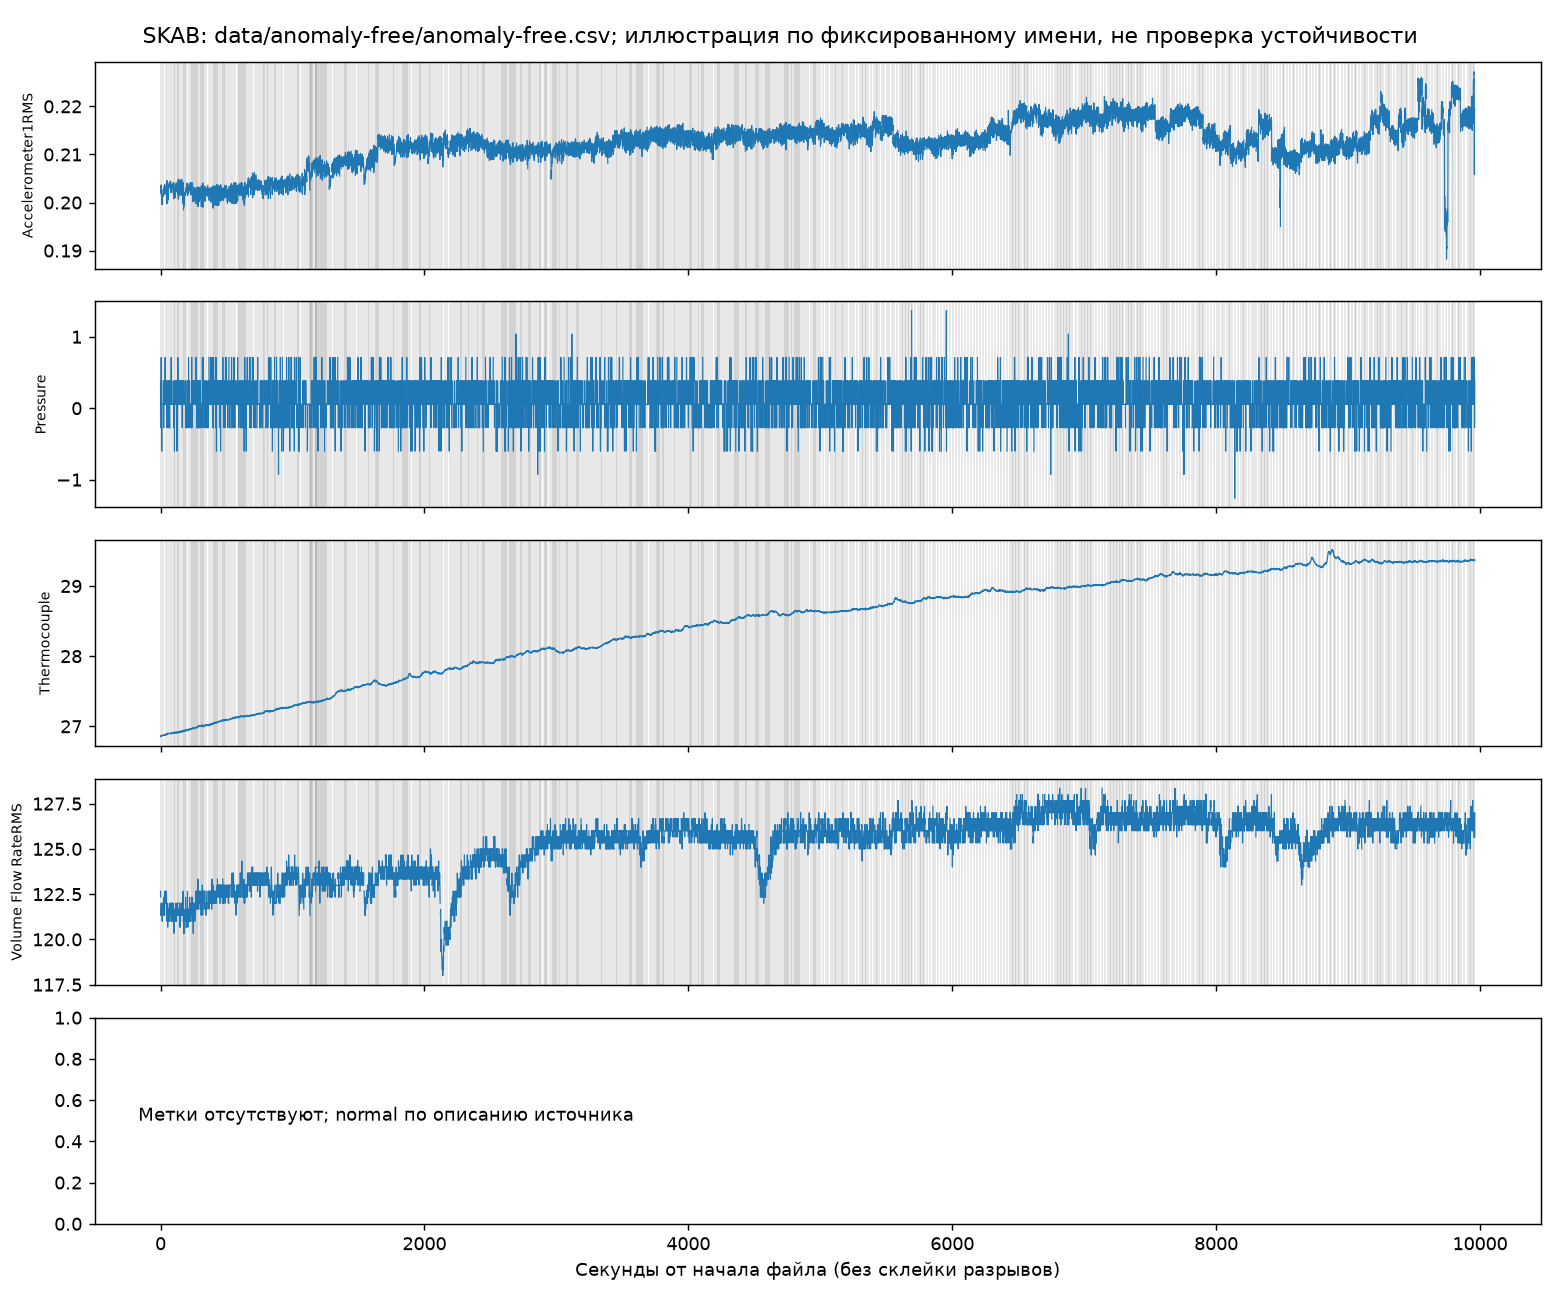 SKAB: data/anomaly-free/anomaly-free.csv; иллюстрация по фиксированному имени, не проверка устойчивости
Accelerometer1RMS
0.22
0.21
0.20
0.19
Pressure
1
0
−1
Thermocouple
29
28
27
Volume Flow RateRMS
127.5
125.0
122.5
120.0
117.5
1.0
0.8
0.6
0.4
0.2
0.0
Метки отсутствуют; normal по описанию источника
0 2000 4000 6000 8000 10000
Секунды от начала файла (без склейки разрывов)